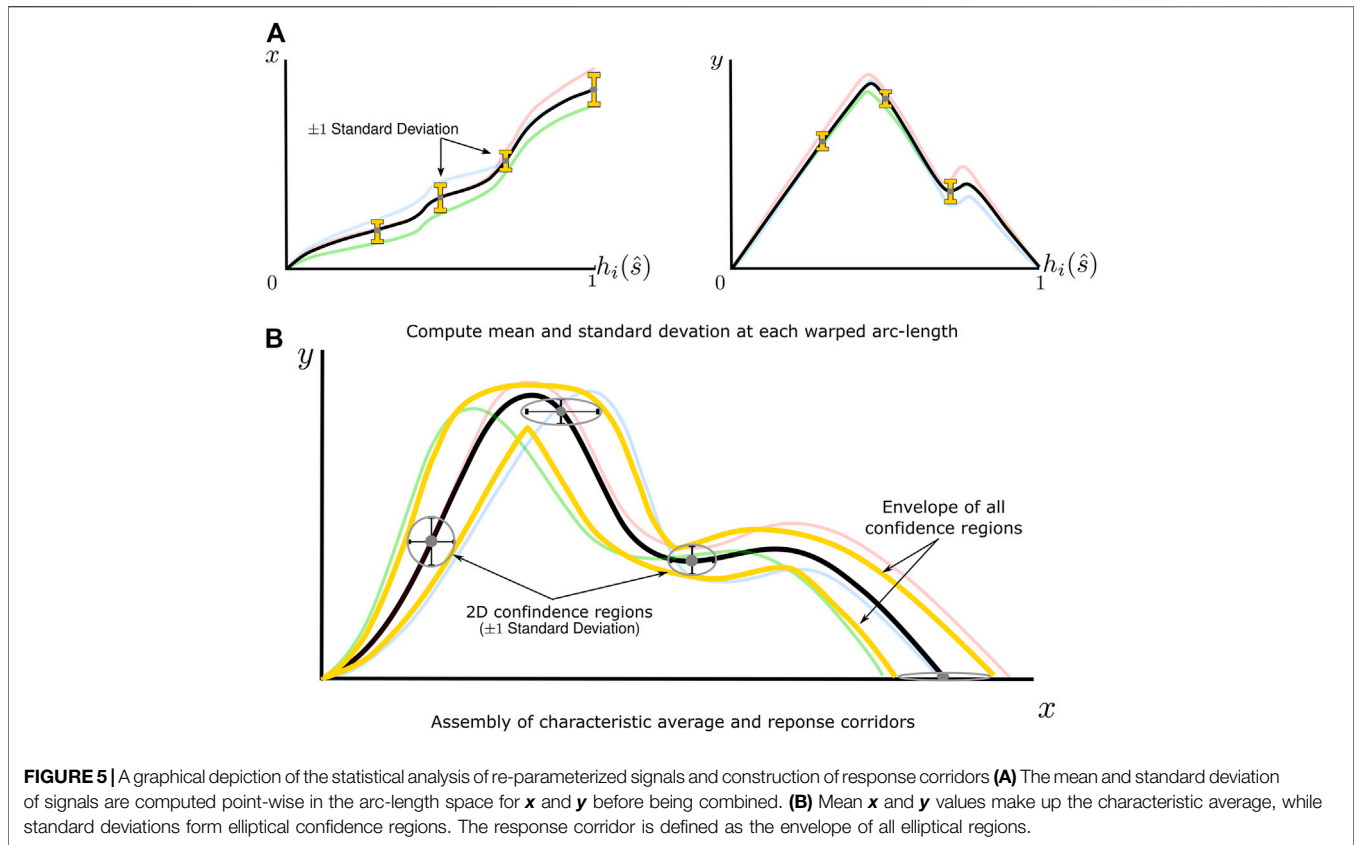 A
x
±1 Standard Deviation
0
1
h_i(ŝ)
y
0
1
h_i(ŝ)
Compute mean and standard devation at each warped arc-length
B
y
Envelope of all
confidence regions
2D confindence regions
(±1 Standard Deviation)
x
Assembly of characteristic average and reponse corridors
FIGURE 5 | A graphical depiction of the statistical analysis of re-parameterized signals and construction of response corridors (A) The mean and standard deviation
of signals are computed point-wise in the arc-length space for x and y before being combined. (B) Mean x and y values make up the characteristic average, while
standard deviations form elliptical confidence regions. The response corridor is defined as the envelope of all elliptical regions.